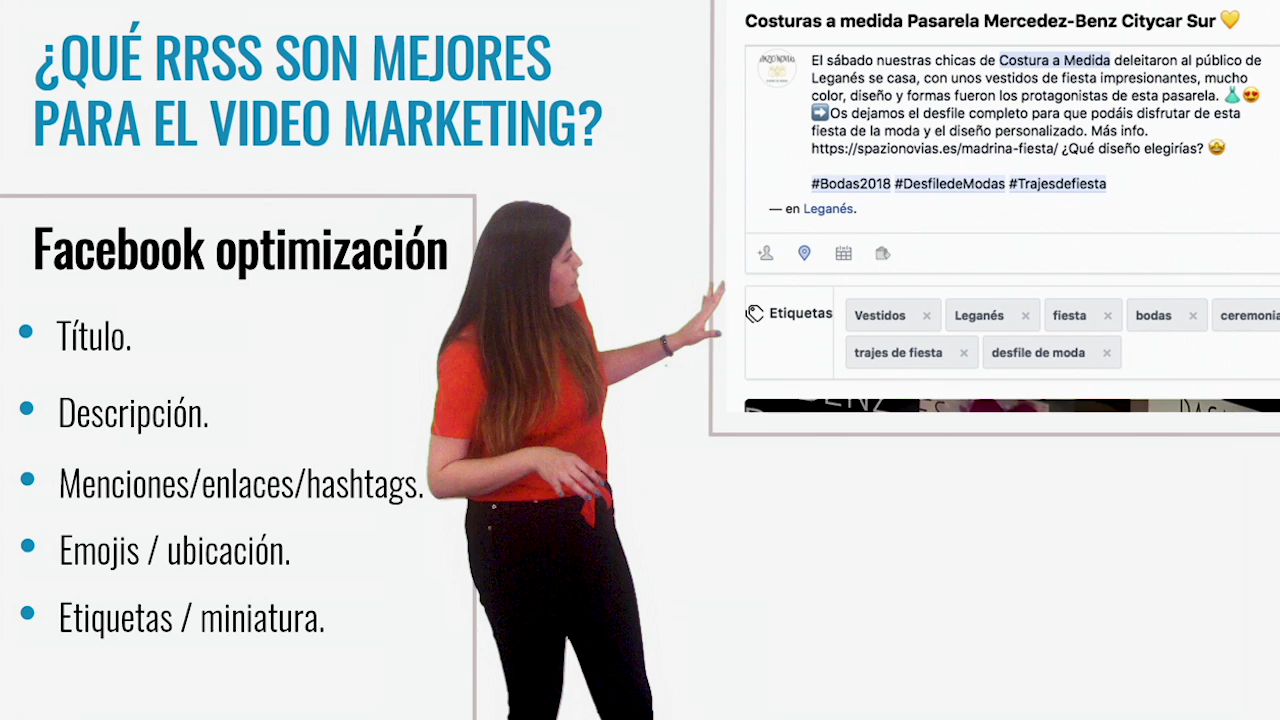 ¿QUÉ RRSS SON MEJORES
PARA EL VIDEO MARKETING?
Facebook optimización
Título.
Descripción.
Menciones/enlaces/hashtags.
Emojis / ubicación.
Etiquetas / miniatura.
Costuras a medida Pasarela Mercedez-Benz Citycar Sur 💛
El sábado nuestras chicas de Costura a Medida deleitaron al público de
Leganés se casa, con unos vestidos de fiesta impresionantes, mucho
color, diseño y formas fueron los protagonistas de esta pasarela. 👗😍
➡️Os dejamos el desfile completo para que podáis disfrutar de esta
fiesta de la moda y el diseño personalizado. Más info.
https://spazionovias.es/madrina-fiesta/ ¿Qué diseño elegirías? 🤩
#Bodas2018 #DesfiledeModas #Trajesdefiesta
— en Leganés.
Etiquetas
Vestidos × Leganés × fiesta × bodas × ceremonia
trajes de fiesta × desfile de moda ×